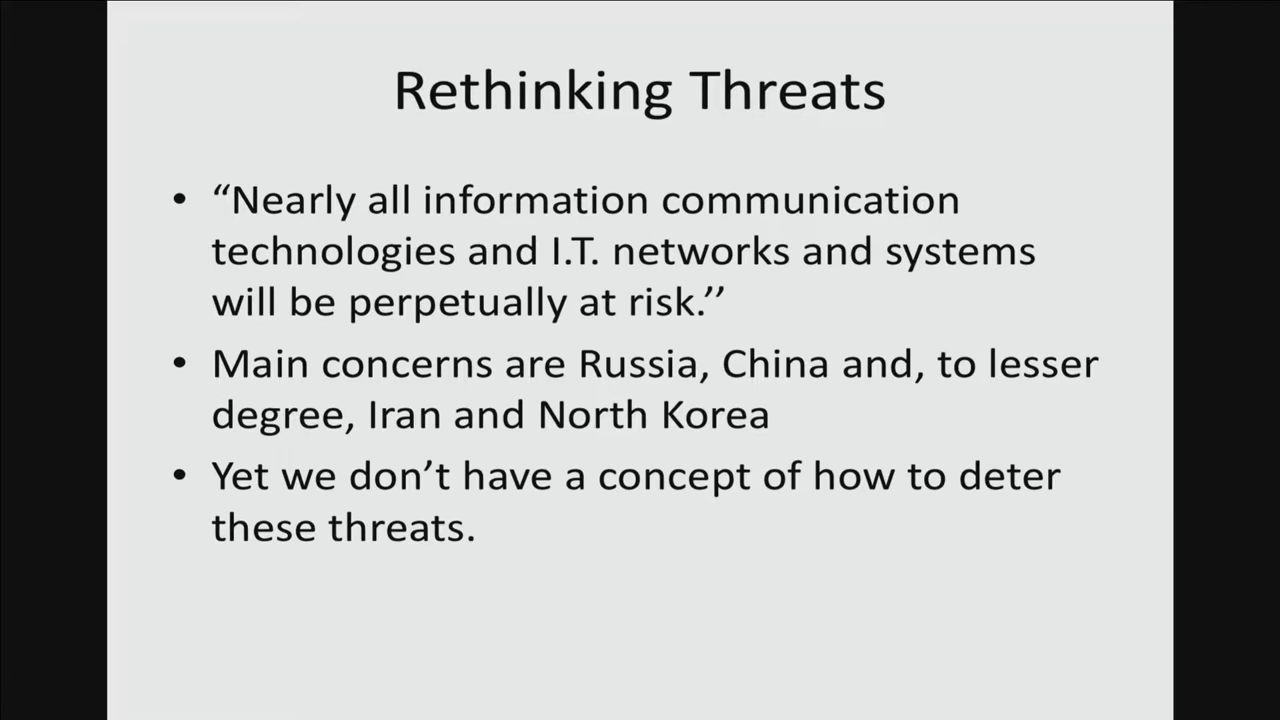 Rethinking Threats
• “Nearly all information communication
technologies and I.T. networks and systems
will be perpetually at risk.’’
• Main concerns are Russia, China and, to lesser
degree, Iran and North Korea
• Yet we don’t have a concept of how to deter
these threats.